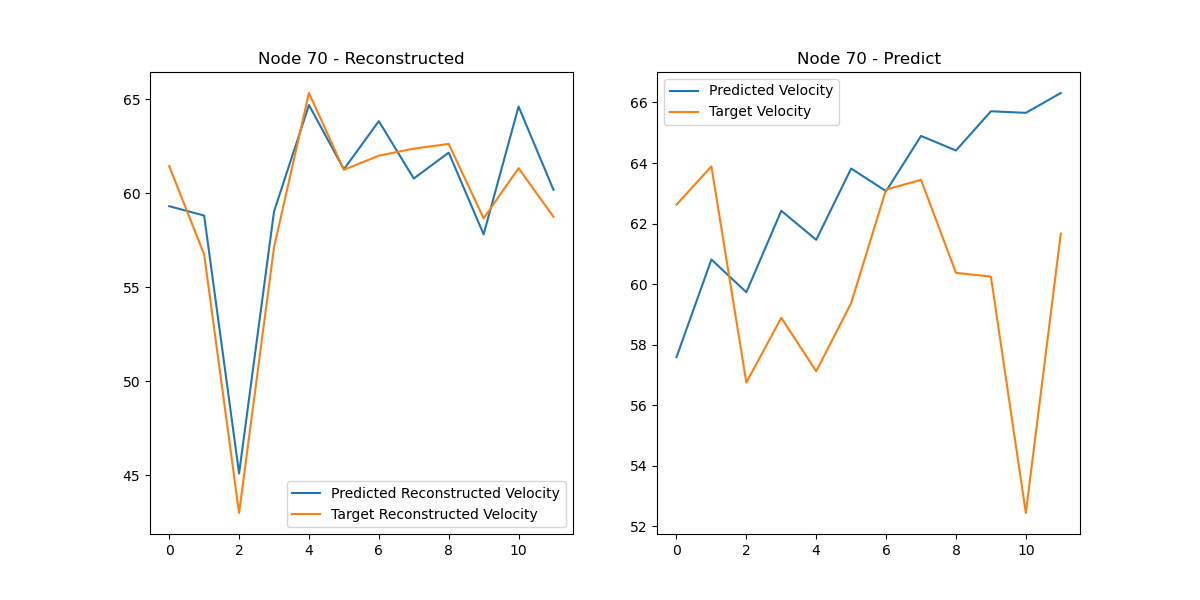 Node 70 - Reconstructed
65
60
55
50
45
0 2 4 6 8 10
Predicted Reconstructed Velocity
Target Reconstructed Velocity
Node 70 - Predict
Predicted Velocity
Target Velocity
66
64
62
60
58
56
54
52
0 2 4 6 8 10